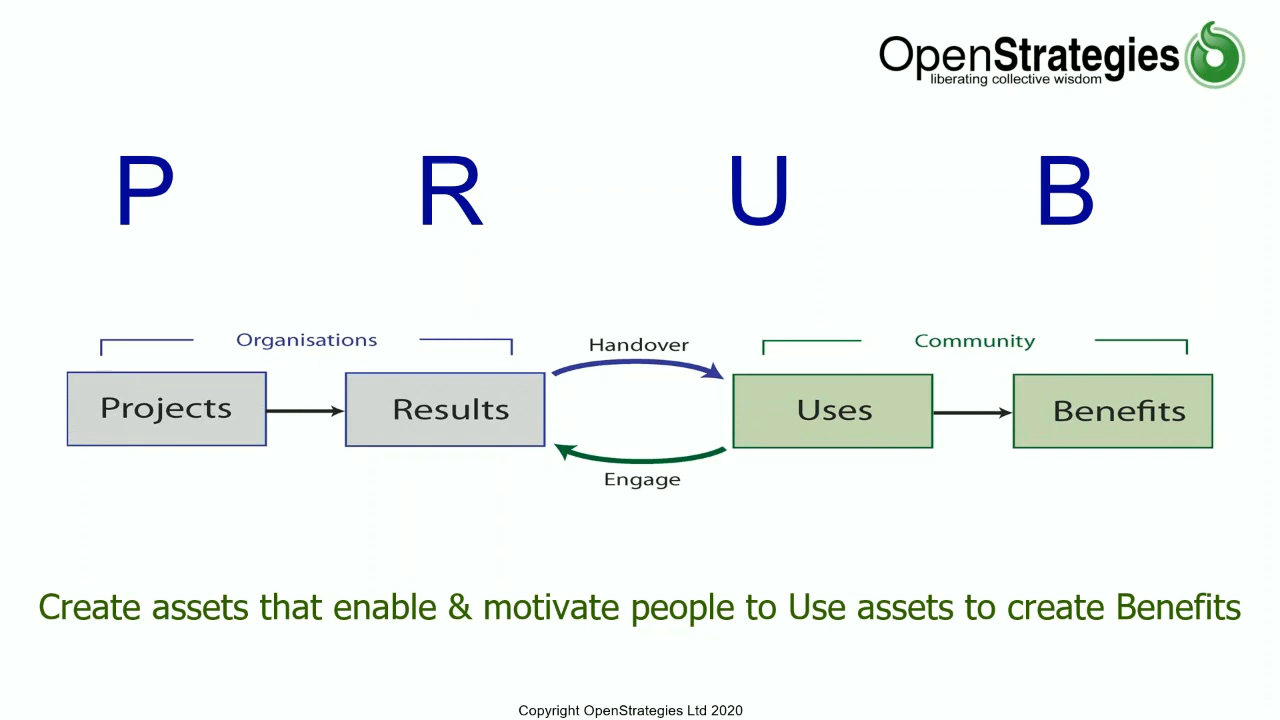 OpenStrategies
liberating collective wisdom
P R U B
Organisations Handover Community
Projects Results Uses Benefits
Engage
Create assets that enable & motivate people to Use assets to create Benefits
Copyright OpenStrategies Ltd 2020